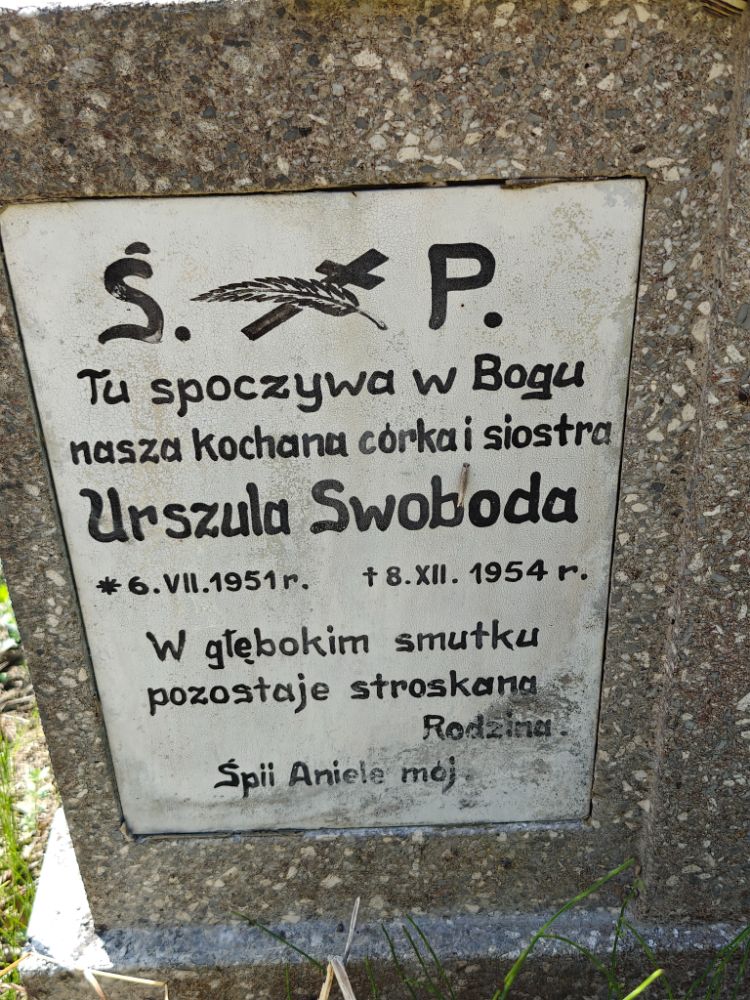 Ś. P.
Tu spoczywa w Bogu
nasza kochana córka i siostra
Urszula Swoboda
* 6.VII.1951 r. † 8.XII. 1954 r.
W głębokim smutku
pozostaje stroskana
Rodzina.
Śpii Aniele mój.